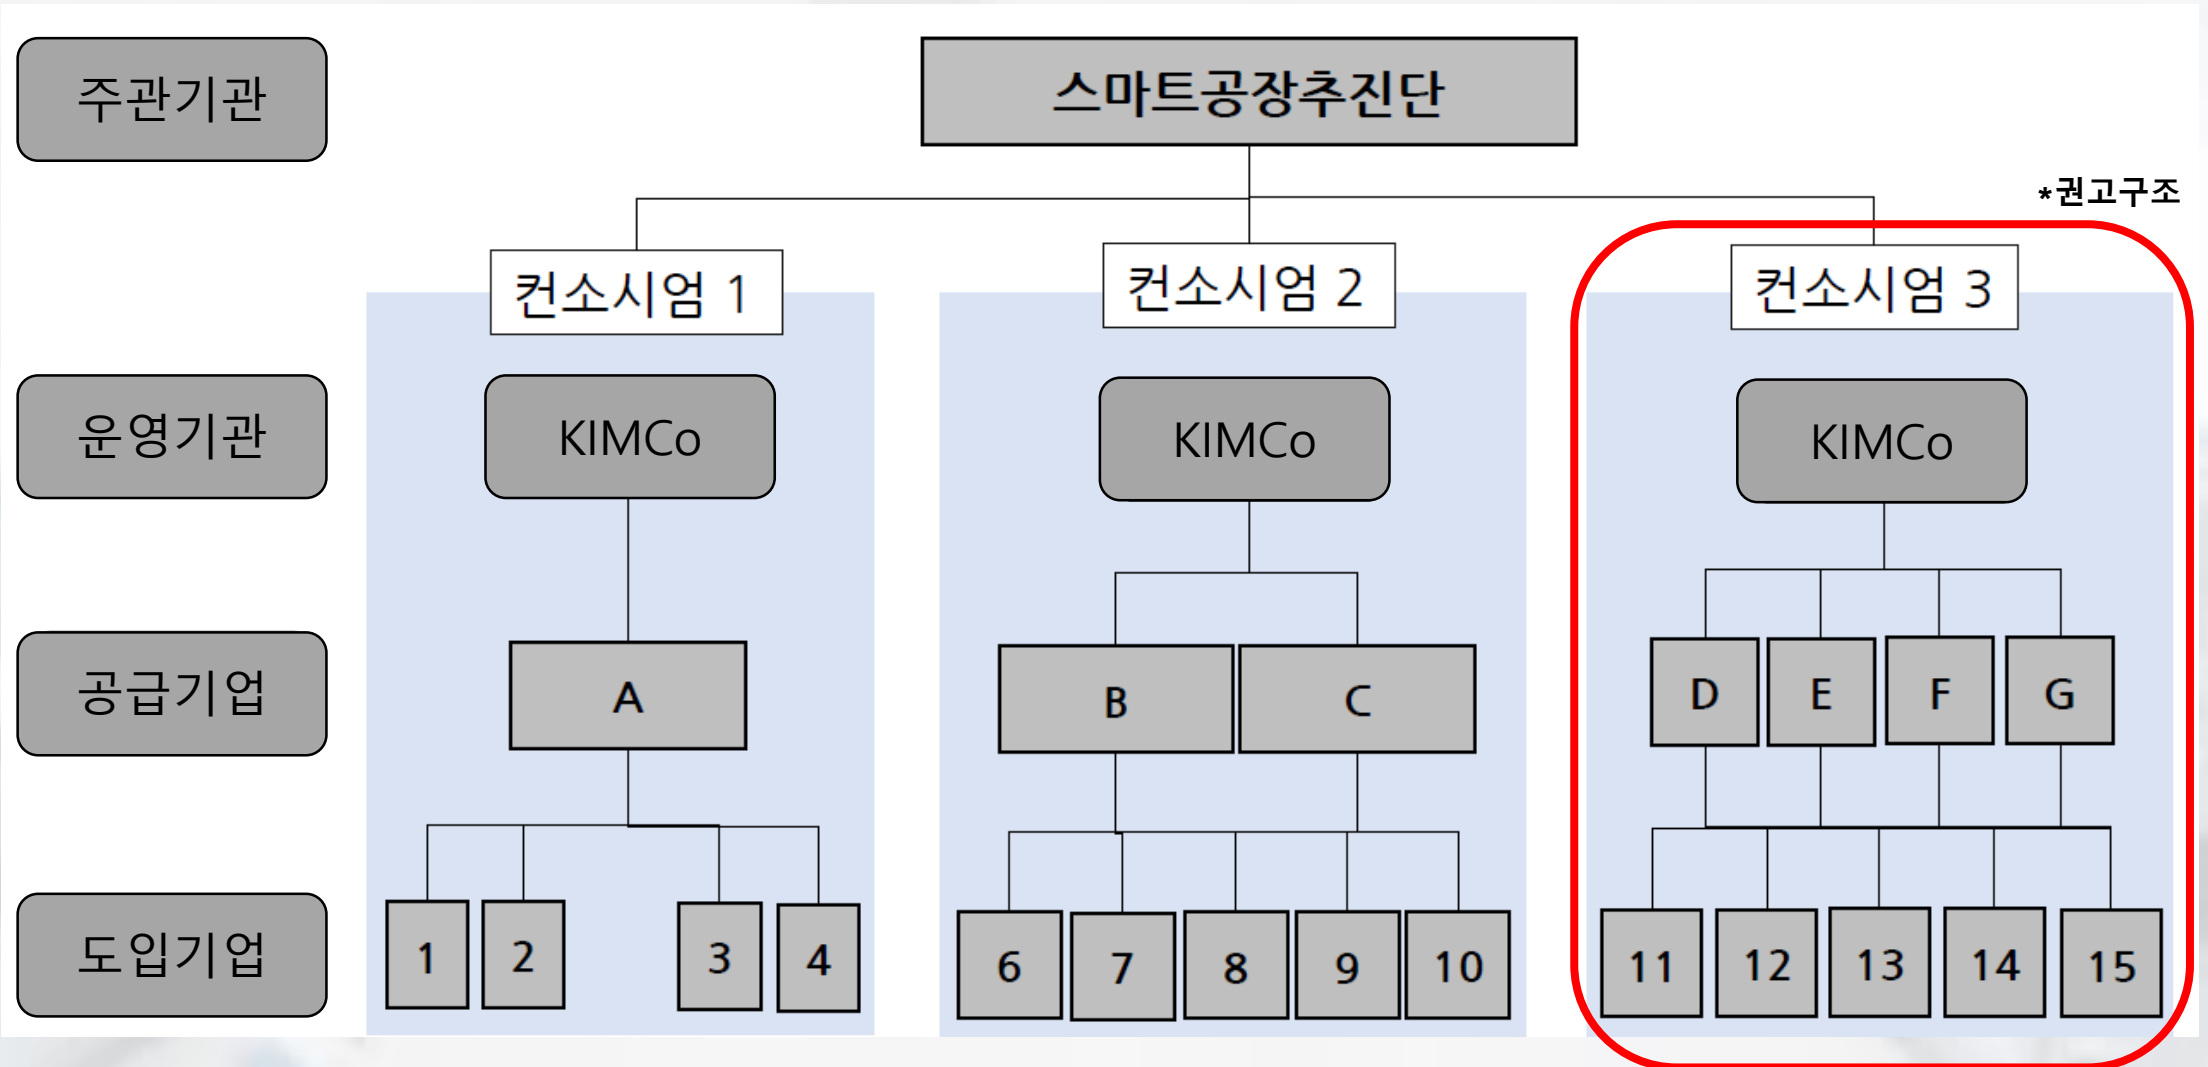 주관기관
스마트공장추진단
*권고구조
컨소시엄 1
컨소시엄 2
컨소시엄 3
운영기관
KIMCo
KIMCo
KIMCo
공급기업
A
B
C
D
E
F
G
도입기업
1
2
3
4
6
7
8
9
10
11
12
13
14
15